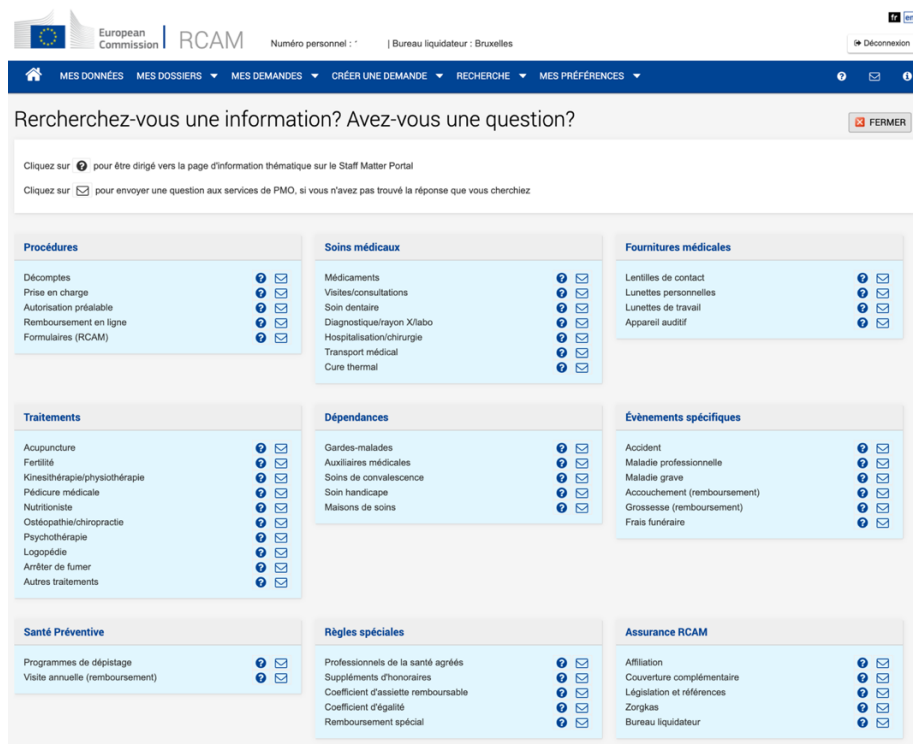 fr en
European
Commission
RCAM
Numéro personnel : | Bureau liquidateur : Bruxelles
Déconnexion
MES DONNÉES MES DOSSIERS MES DEMANDES CRÉER UNE DEMANDE RECHERCHE MES PRÉFÉRENCES
Rercherchez-vous une information? Avez-vous une question?
FERMER
Cliquez sur ? pour être dirigé vers la page d'information thématique sur le Staff Matter Portal
Cliquez sur pour envoyer une question aux services de PMO, si vous n'avez pas trouvé la réponse que vous cherchiez
Procédures
Décomptes
Prise en charge
Autorisation préalable
Remboursement en ligne
Formulaires (RCAM)
Soins médicaux
Médicaments
Visites/consultations
Soin dentaire
Diagnostique/rayon X/labo
Hospitalisation/chirurgie
Transport médical
Cure thermal
Fournitures médicales
Lentilles de contact
Lunettes personnelles
Lunettes de travail
Appareil auditif
Traitements
Acupuncture
Fertilité
Kinesithérapie/physiothérapie
Pédicure médicale
Nutritioniste
Ostéopathie/chiropractie
Psychothérapie
Logopédie
Arrêter de fumer
Autres traitements
Dépendances
Gardes-malades
Auxiliaires médicales
Soins de convalescence
Soin handicape
Maisons de soins
Évènements spécifiques
Accident
Maladie professionnelle
Maladie grave
Accouchement (remboursement)
Grossesse (remboursement)
Frais funéraire
Santé Préventive
Programmes de dépistage
Visite annuelle (remboursement)
Règles spéciales
Professionnels de la santé agréés
Suppléments d'honoraires
Coefficient d'assiette remboursable
Coefficient d'égalité
Remboursement spécial
Assurance RCAM
Affiliation
Couverture complémentaire
Législation et références
Zorgkas
Bureau liquidateur